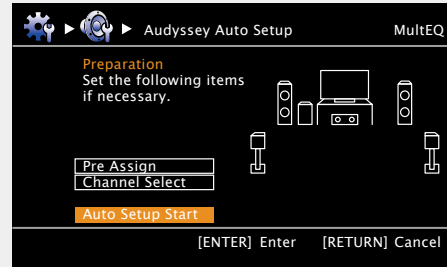 Audyssey Auto Setup MultEQ
Preparation
Set the following items
if necessary.
Pre Assign
Channel Select
Auto Setup Start
[ENTER] Enter [RETURN] Cancel